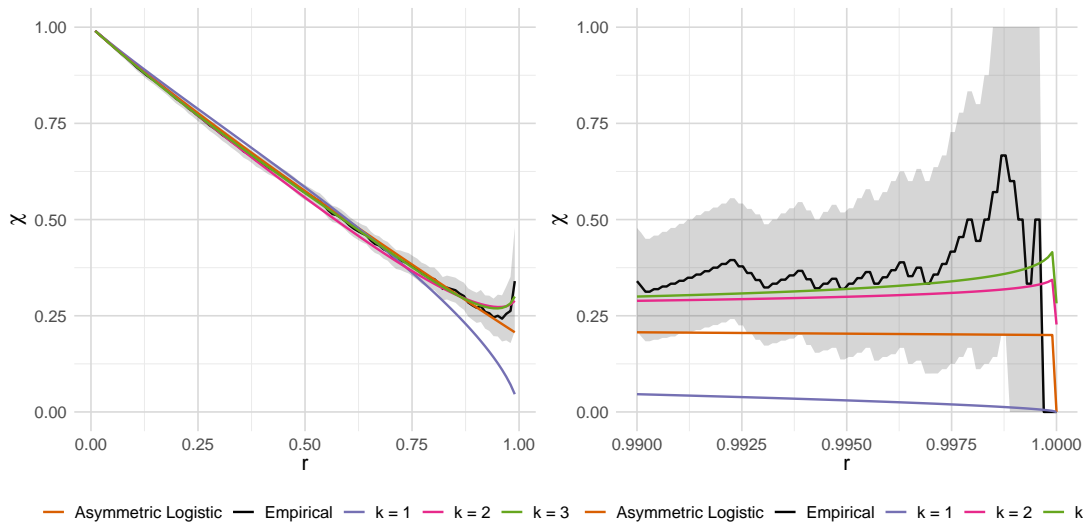 1.00
0.75
0.50
0.25
0.00
χ
0.00 0.25 0.50 0.75 1.00
r
1.00
0.75
0.50
0.25
0.00
χ
0.9900 0.9925 0.9950 0.9975 1.0000
r
Asymmetric Logistic Empirical k = 1 k = 2 k = 3 Asymmetric Logistic Empirical k = 1 k = 2 k